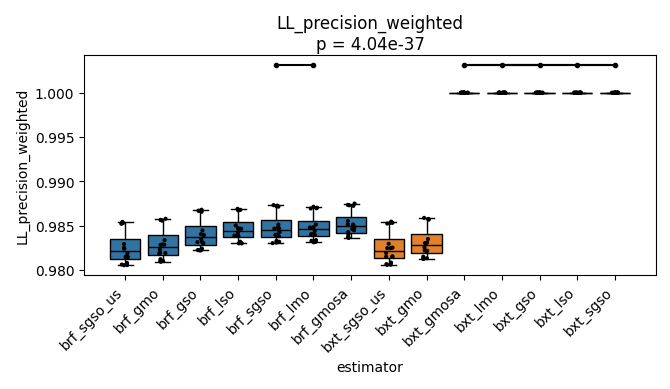 LL_precision_weighted
p = 4.04e-37
LL_precision_weighted
1.000
0.995
0.990
0.985
0.980
brf_sgso_us
brf_gmo
brf_gso
brf_lso
brf_sgso
brf_lmo
brf_gmosa
bxt_sgso_us
bxt_gmo
bxt_gmosa
bxt_lmo
bxt_gso
bxt_lso
bxt_sgso
estimator